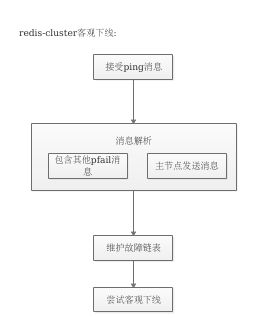 redis-cluster客观下线:
接受ping消息
消息解析
包含其他pfail消
息
主节点发送消息
维护故障链表
尝试客观下线